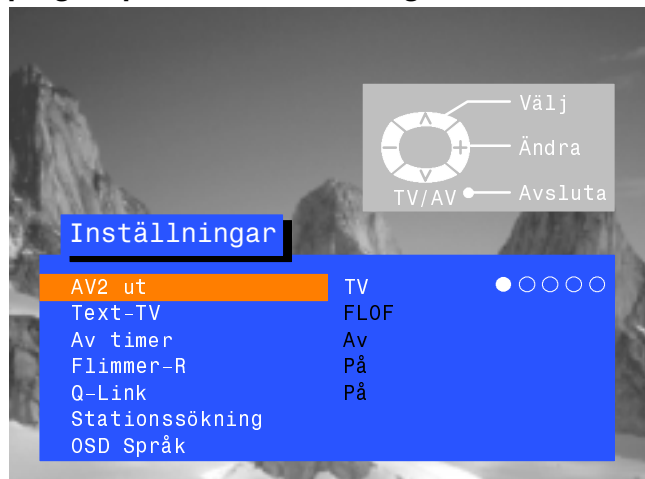 Välj
Ändra
TV/AV Avsluta
Inställningar
AV2 ut TV
Text-TV FLOF
Av timer Av
Flimmer-R På
Q-Link På
Stationssökning
OSD Språk